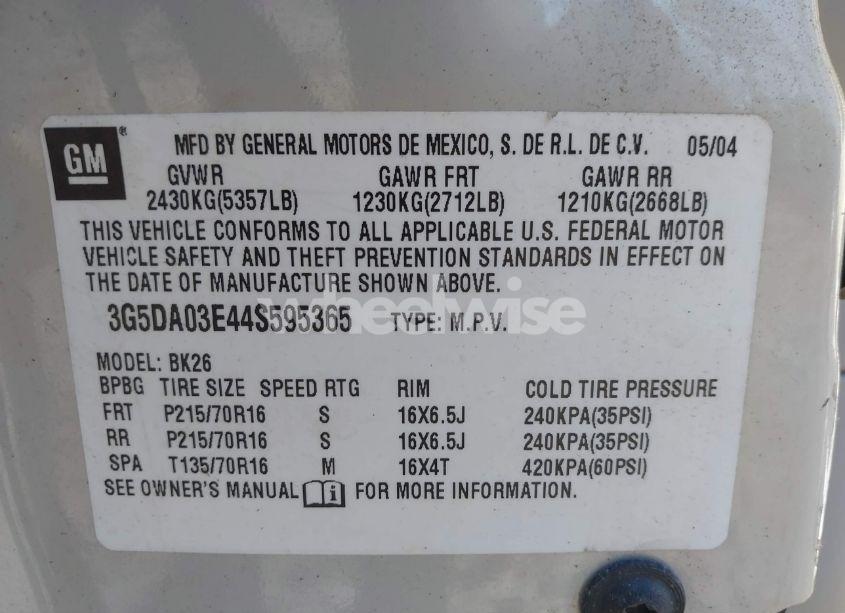 GM ® MFD BY GENERAL MOTORS DE MEXICO, S. DE R.L. DE C.V. 05/04
GVWR GAWR FRT GAWR RR
2430KG(5357LB) 1230KG(2712LB) 1210KG(2668LB)
THIS VEHICLE CONFORMS TO ALL APPLICABLE U.S. FEDERAL MOTOR
VEHICLE SAFETY AND THEFT PREVENTION STANDARDS IN EFFECT ON
THE DATE OF MANUFACTURE SHOWN ABOVE.
wheelwise
3G5DA03E44S595365 TYPE: M.P.V.
MODEL: BK26
BPBG TIRE SIZE SPEED RTG RIM COLD TIRE PRESSURE
FRT P215/70R16 S 16X6.5J 240KPA(35PSI)
RR P215/70R16 S 16X6.5J 240KPA(35PSI)
SPA T135/70R16 M 16X4T 420KPA(60PSI)
SEE OWNER'S MANUAL i FOR MORE INFORMATION.